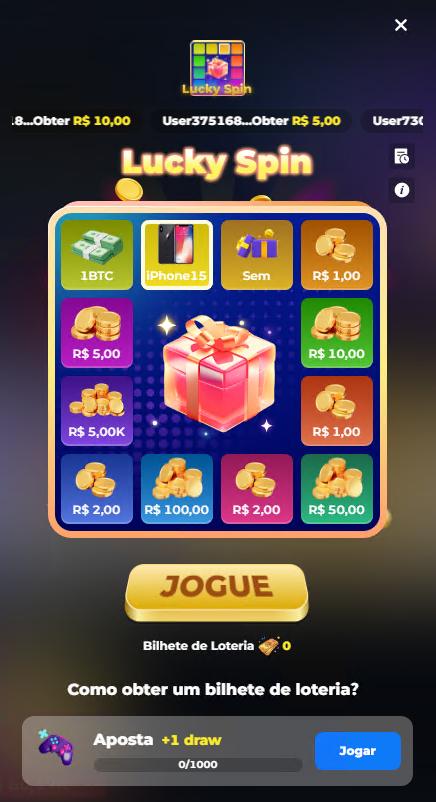 Lucky Spin
.8...Obter R$ 10,00
User375168...Obter R$ 5,00
User730
Lucky Spin
1BTC
iPhone15
Sem
R$ 1,00
R$ 5,00
R$ 10,00
R$ 5,00K
R$ 1,00
R$ 2,00
R$ 100,00
R$ 2,00
R$ 50,00
JOGUE
Bilhete de Loteria 0
Como obter um bilhete de loteria?
Aposta +1 draw
0/1000
Jogar